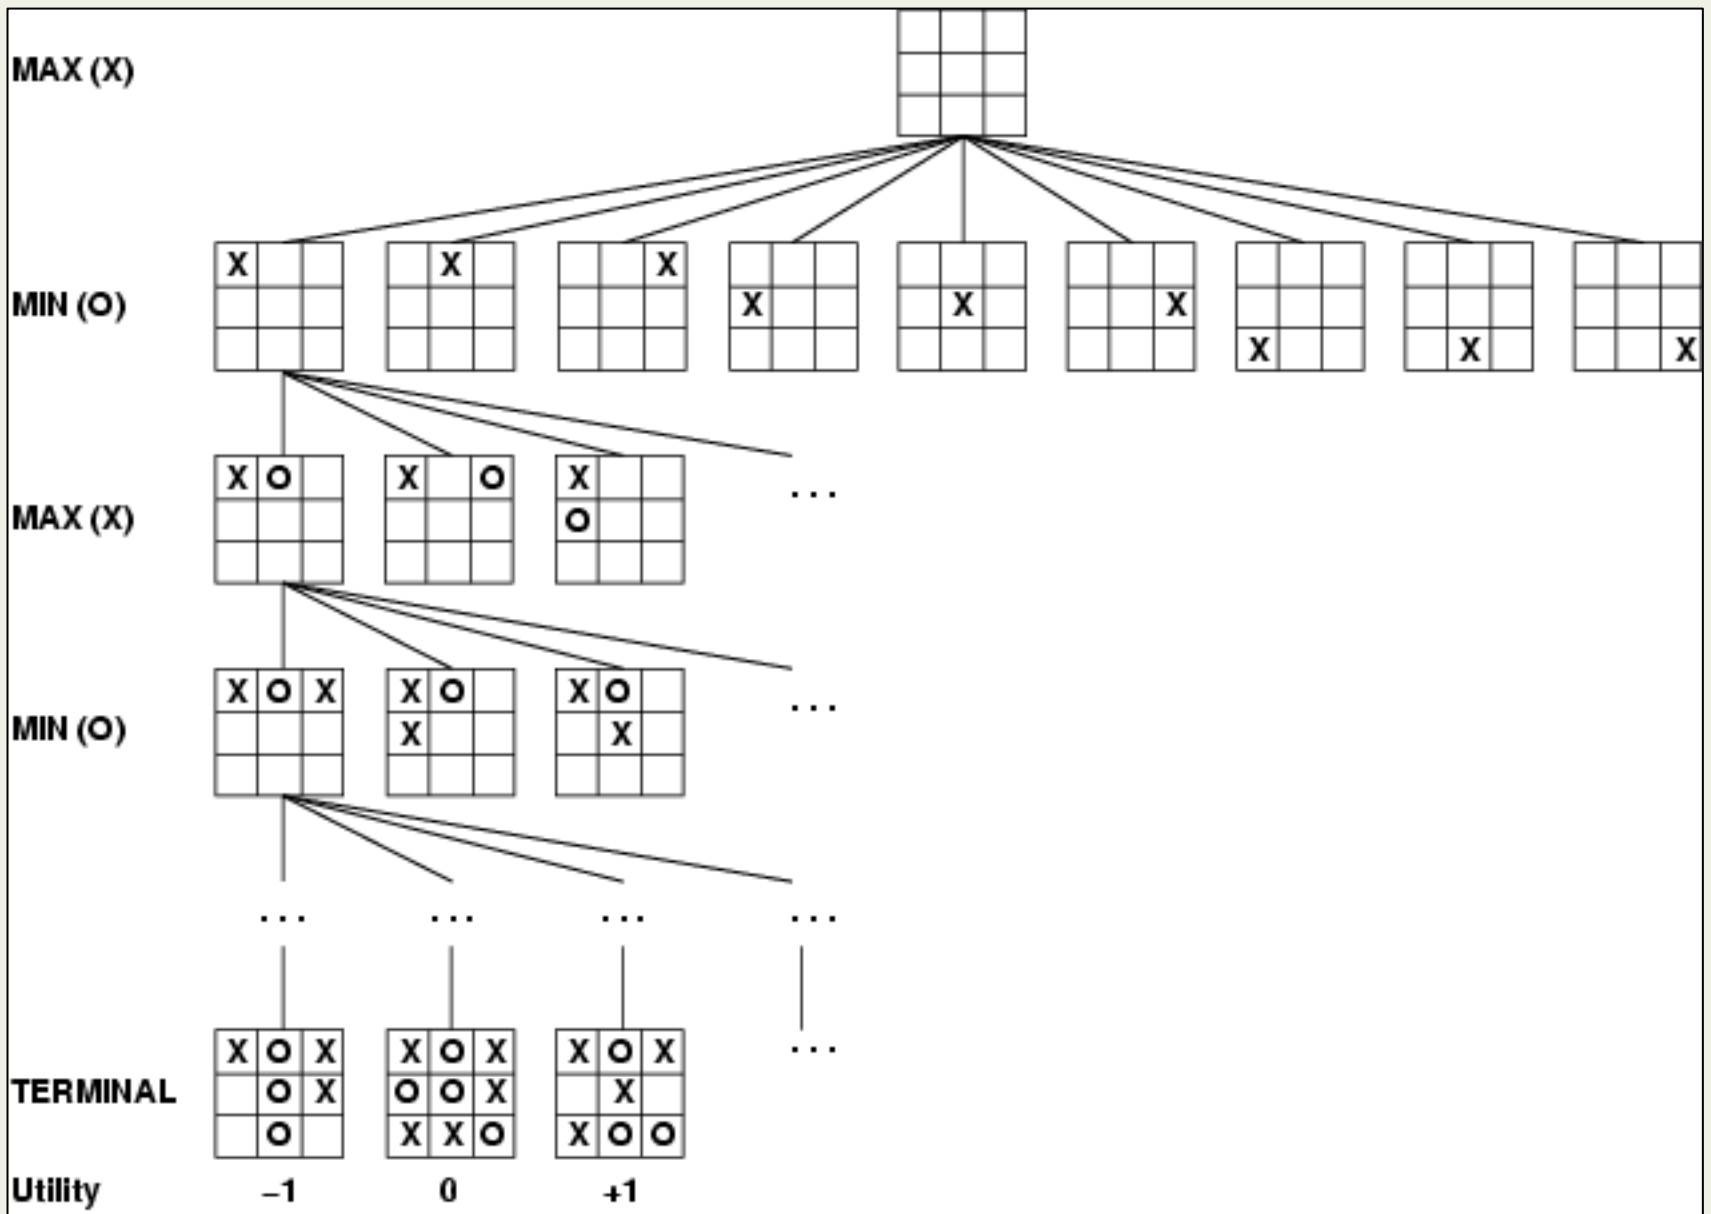 MAX (X)
X X X X X X X X X
MIN (O)
X O X O X
...
MAX (X)
O
X O X X O X O
...
MIN (O)
X X
... ... ... ...
X O X X O X X O X
...
TERMINAL
O X O O X X
O X X O X O O
Utility –1 0 +1